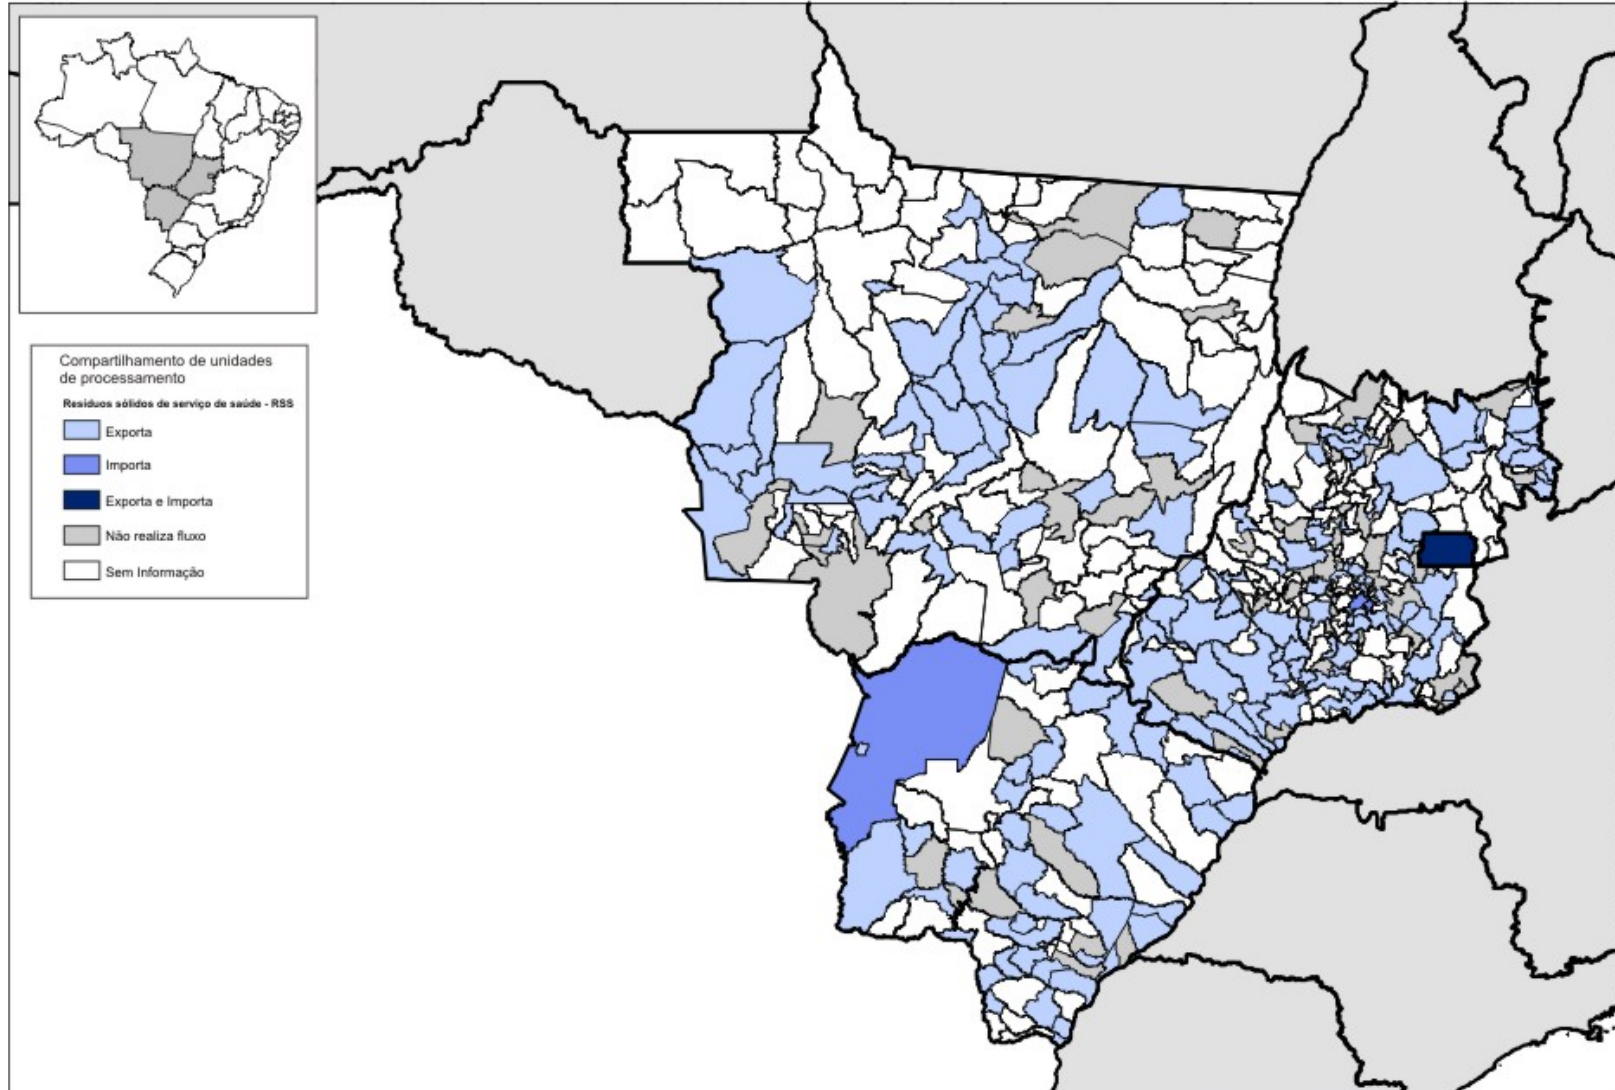 Compartilhamento de unidades
de processamento
Resíduos sólidos de serviço de saúde - RSS
Exporta
Importa
Exporta e Importa
Não realiza fluxo
Sem Informação